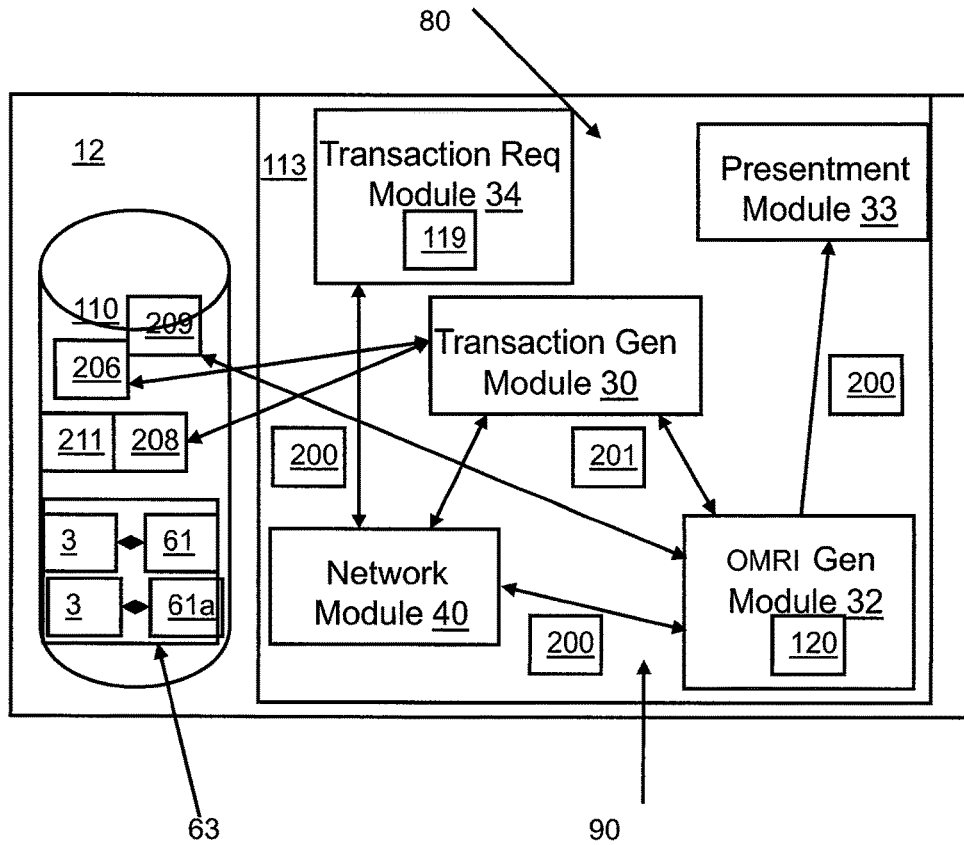 80
12
113
Transaction Req
Module 34
119
Presentment
Module 33
110
209
206
Transaction Gen
Module 30
200
211
208
200
201
3
61
Network
Module 40
OMRI Gen
Module 32
3
61a
200
120
63
90